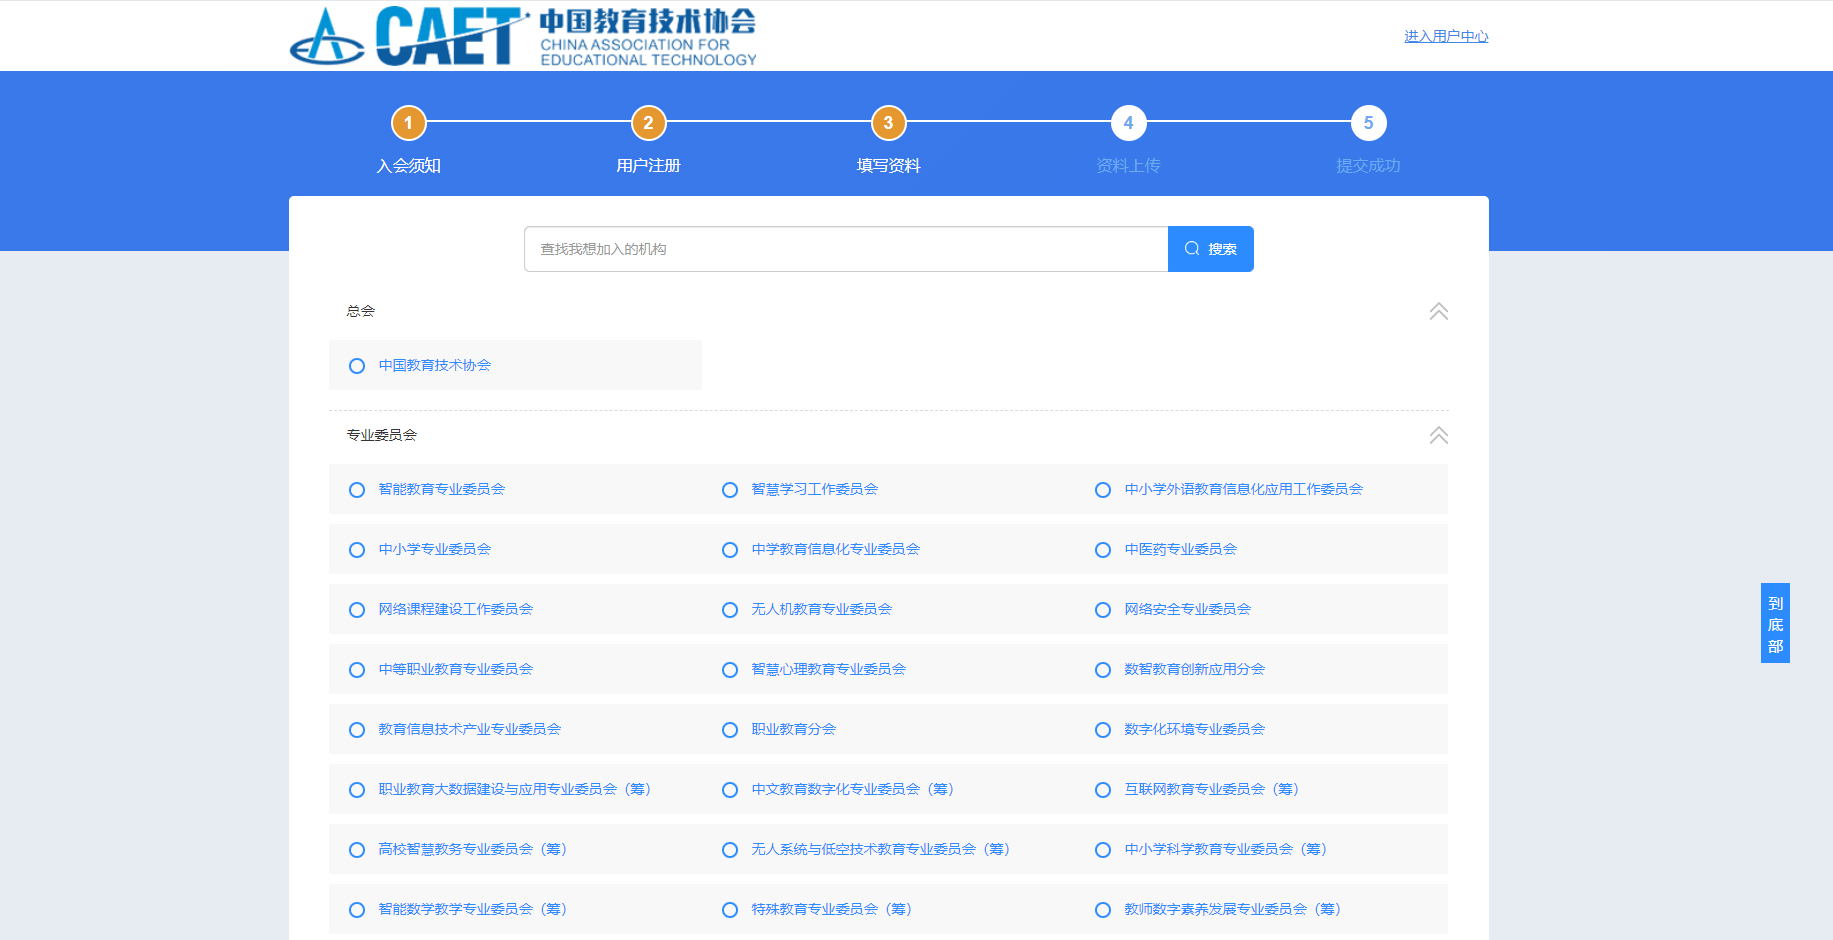 CAET 中国教育技术协会
CHINA ASSOCIATION FOR
EDUCATIONAL TECHNOLOGY
进入用户中心
1 2 3 4 5
入会须知 用户注册 填写资料 资料上传 提交成功
查找我想加入的机构 搜索
总会
中国教育技术协会
专业委员会
智能教育专业委员会 智慧学习工作委员会 中小学外语教育信息化应用工作委员会
中小学专业委员会 中学教育信息化专业委员会 中医药专业委员会
网络课程建设工作委员会 无人机教育专业委员会 网络安全专业委员会
中等职业教育专业委员会 智慧心理教育专业委员会 数智教育创新应用分会
教育信息技术产业专业委员会 职业教育分会 数字化环境专业委员会
职业教育大数据建设与应用专业委员会（筹） 中文教育数字化专业委员会（筹） 互联网教育专业委员会（筹）
高校智慧教务专业委员会（筹） 无人系统与低空技术教育专业委员会（筹） 中小学科学教育专业委员会（筹）
智能数学教学专业委员会（筹） 特殊教育专业委员会（筹） 教师数字素养发展专业委员会（筹）
到
底
部